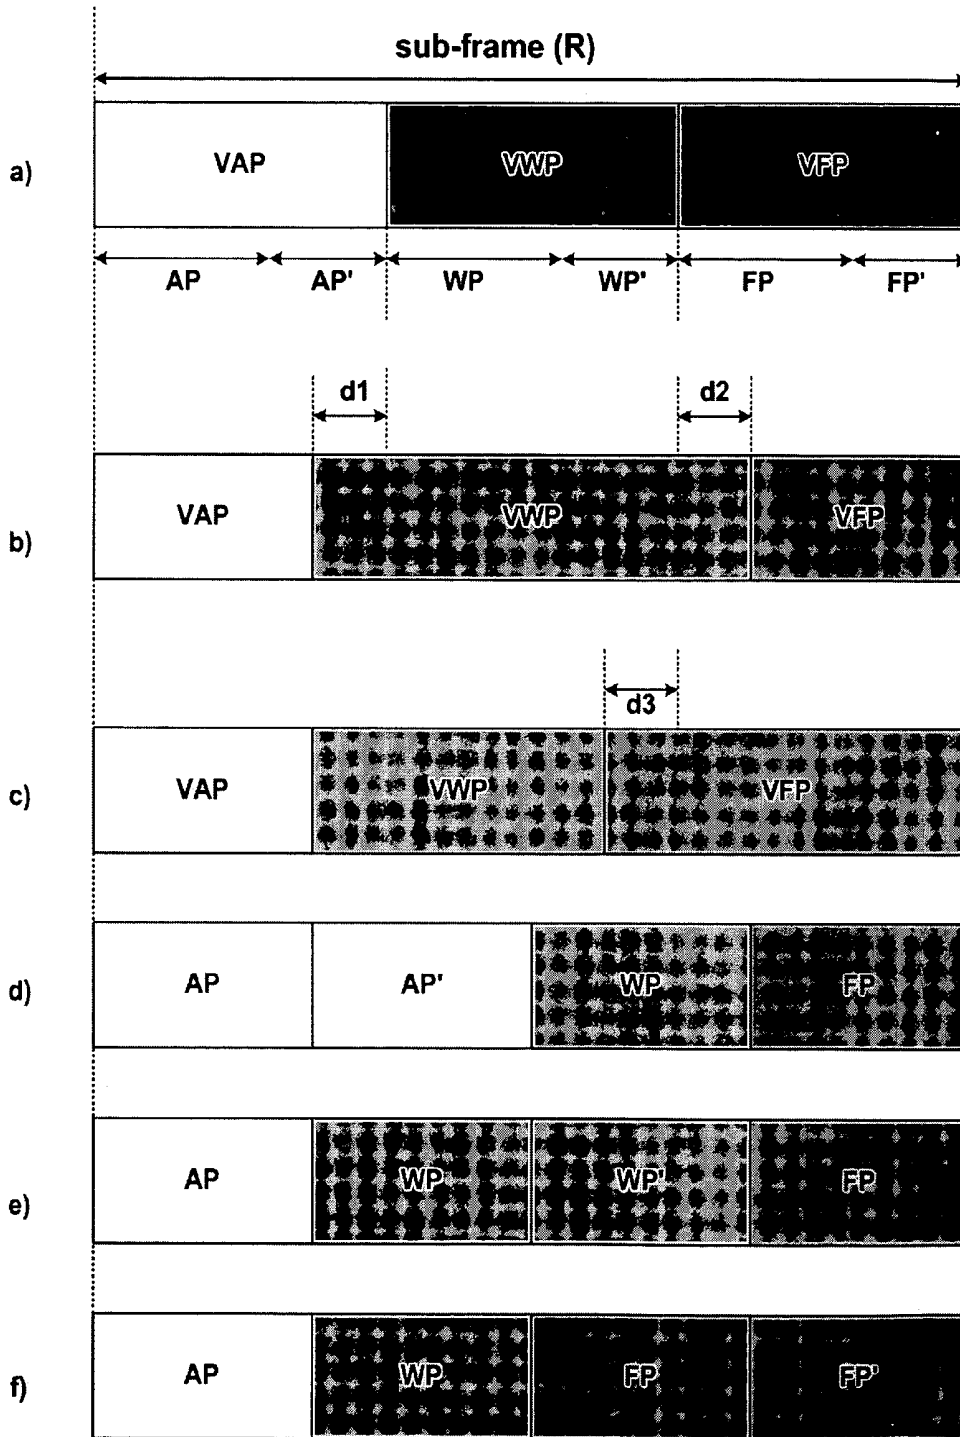 sub-frame (R)
a) VAP VWP VFP
AP AP' WP WP' FP FP'
d1 d2
b) VAP VWP VFP
d3
c) VAP VWP VFP
d) AP AP' WP FP
e) AP WP WP' FP
f) AP WP FP FP'